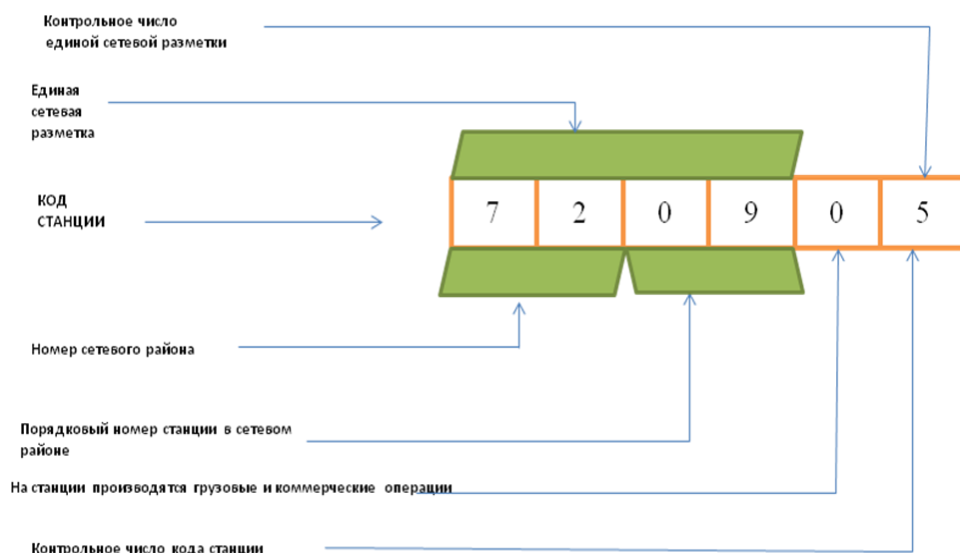 Контрольное число
единой сетевой разметки
Единая
сетевая
разметка
КОД
СТАНЦИИ
7 2 0 9 0 5
Номер сетевого района
Порядковый номер станции в сетевом
районе
На станции производятся грузовые и коммерческие операции
Контрольное число кода станции